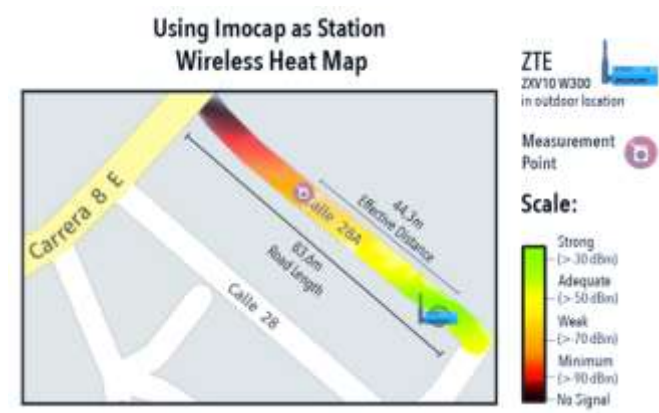 Using Imocap as Station
Wireless Heat Map
ZTE
ZXV10 W300
in outdoor location
Measurement
Point
Scale:
Strong
(>-30 dBm)
Adequate
(>-50 dBm)
Weak
(>-70 dBm)
Minimum
(>-90 dBm)
No Signal
Carrera 8 E
Calle 28A
44,3m
Effective Distance
83,6m
Road Length
Calle 28